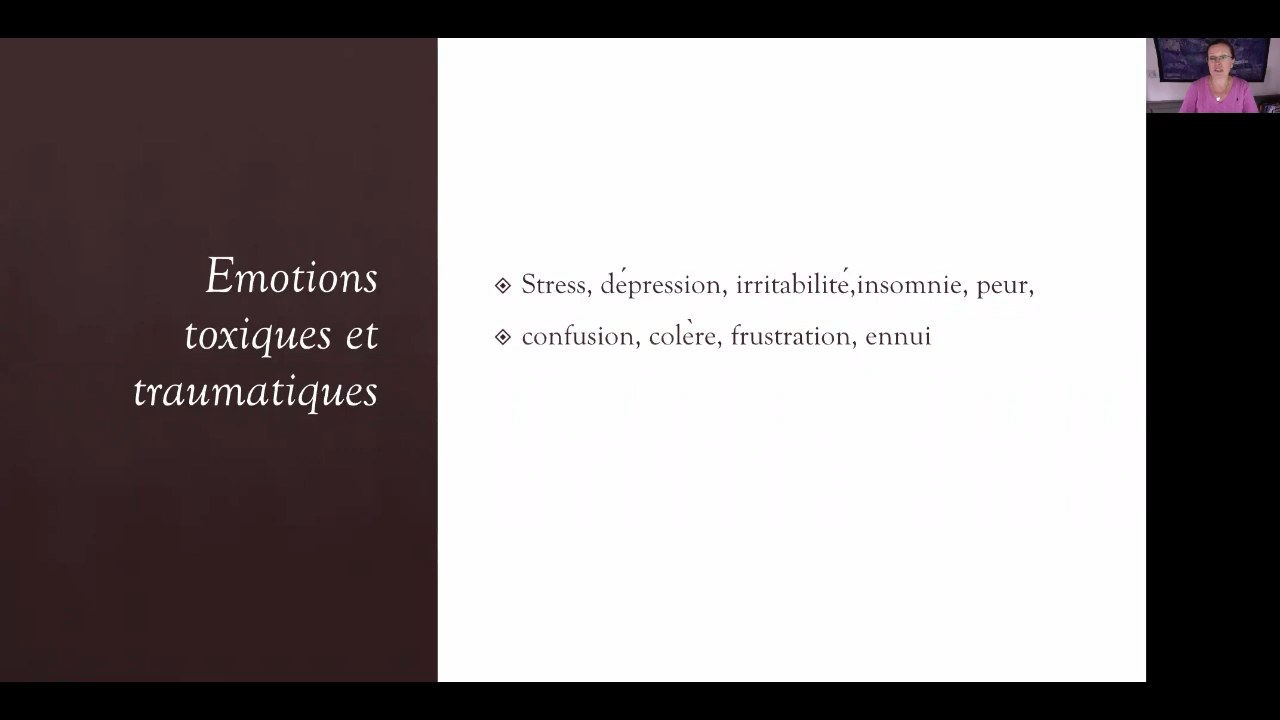 Emotions
toxiques et
traumatiques
Stress, dépression, irritabilité,insomnie, peur,
confusion, colère, frustration, ennui